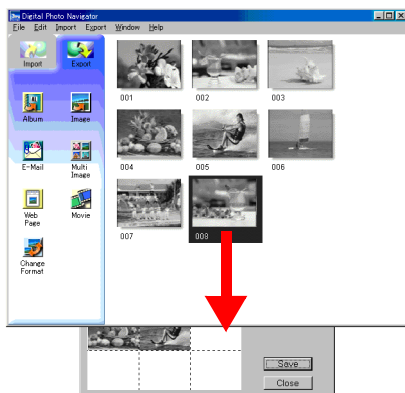 Digital Photo Navigator
File Edit Import Export Window Help
Import Export
001 002 003
Album Image
004 005 006
E-Mail Multi Image
Web Page Movie
007 008
Change Format
Save
Close